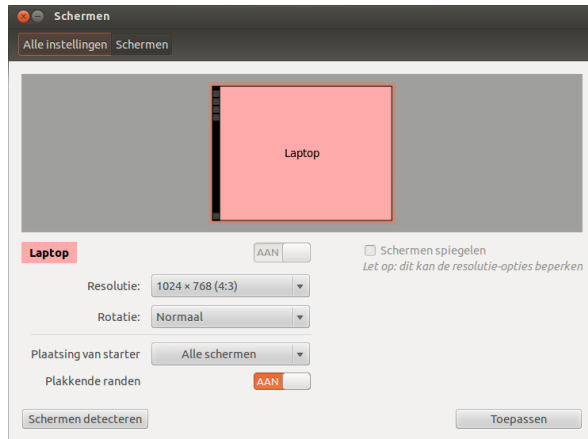 Schermen
Alle instellingen Schermen
Laptop
Laptop AAN Schermen spiegelen
Let op: dit kan de resolutie-opties beperken
Resolutie: 1024 × 768 (4:3)
Rotatie: Normaal
Plaatsing van starter Alle schermen
Plakkende randen AAN
Schermen detecteren Toepassen